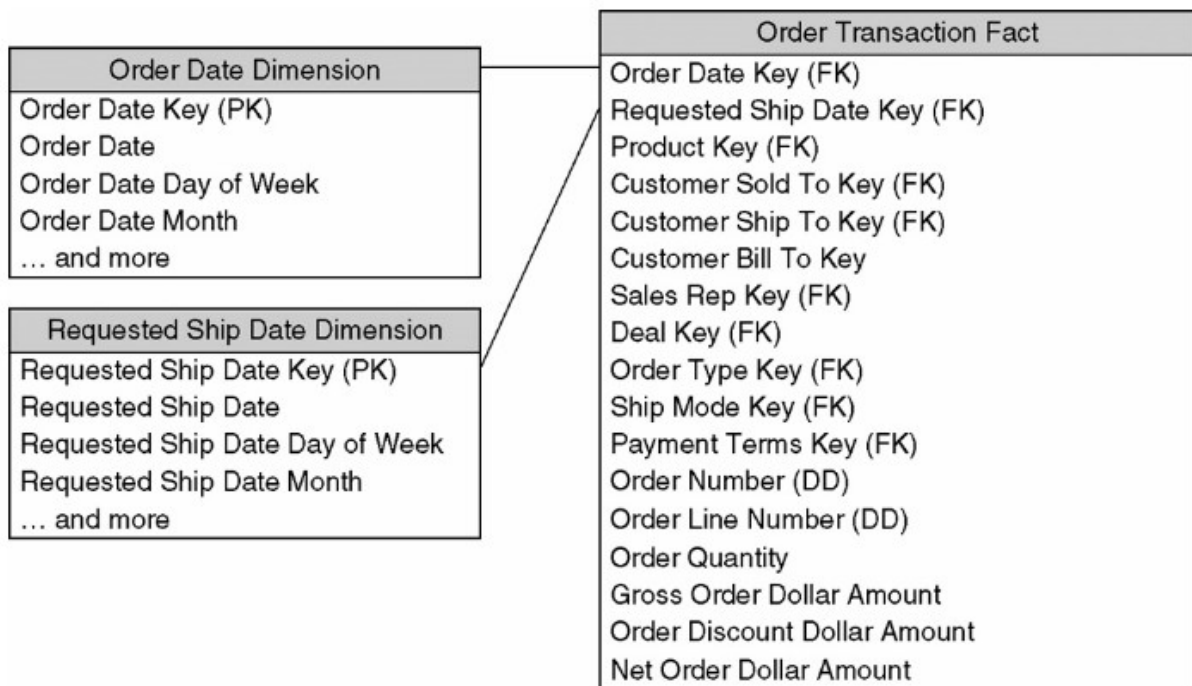 Order Date Dimension
Order Date Key (PK)
Order Date
Order Date Day of Week
Order Date Month
... and more
Requested Ship Date Dimension
Requested Ship Date Key (PK)
Requested Ship Date
Requested Ship Date Day of Week
Requested Ship Date Month
... and more
Order Transaction Fact
Order Date Key (FK)
Requested Ship Date Key (FK)
Product Key (FK)
Customer Sold To Key (FK)
Customer Ship To Key (FK)
Customer Bill To Key
Sales Rep Key (FK)
Deal Key (FK)
Order Type Key (FK)
Ship Mode Key (FK)
Payment Terms Key (FK)
Order Number (DD)
Order Line Number (DD)
Order Quantity
Gross Order Dollar Amount
Order Discount Dollar Amount
Net Order Dollar Amount